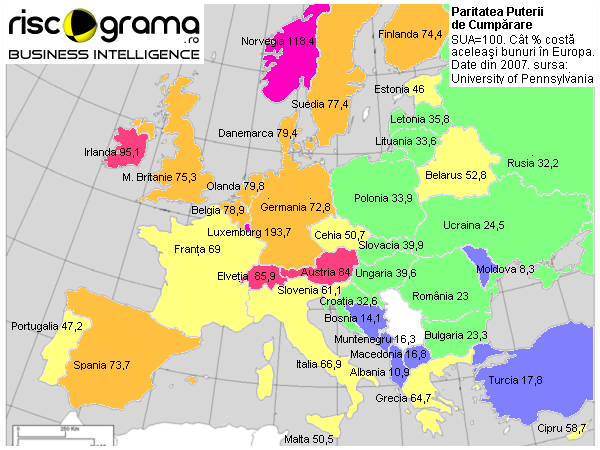 riscograma
.ro
BUSINESS INTELLIGENCE
Paritatea Puterii
de Cumpărare
SUA=100. Cât % costă
aceleași bunuri în Europa.
Date din 2007. sursa:
University of Pennsylvania
Norvegia 118,4
Finlanda 74,4
Suedia 77,4
Estonia 46
Letonia 35,8
Danemarca 79,4
Lituania 33,6
Irlanda 95,1
Rusia 32,2
M. Britanie 75,3
Belarus 52,8
Olanda 79,8
Polonia 33,9
Belgia 78,9
Germania 72,8
Ucraina 24,5
Luxemburg 193,7
Cehia 50,7
Slovacia 39,9
Franța 69
Moldova 8,3
Elveția 85,9
Austria 84
Ungaria 39,6
Slovenia 61,1
România 23
Croația 32,6
Bosnia 14,1
Portugalia 47,2
Muntenegru 16,3
Bulgaria 23,3
Macedonia 16,8
Spania 73,7
Italia 66,9
Albania 10,9
Turcia 17,8
Grecia 64,7
Cipru 58,7
Malta 50,5
250 Km